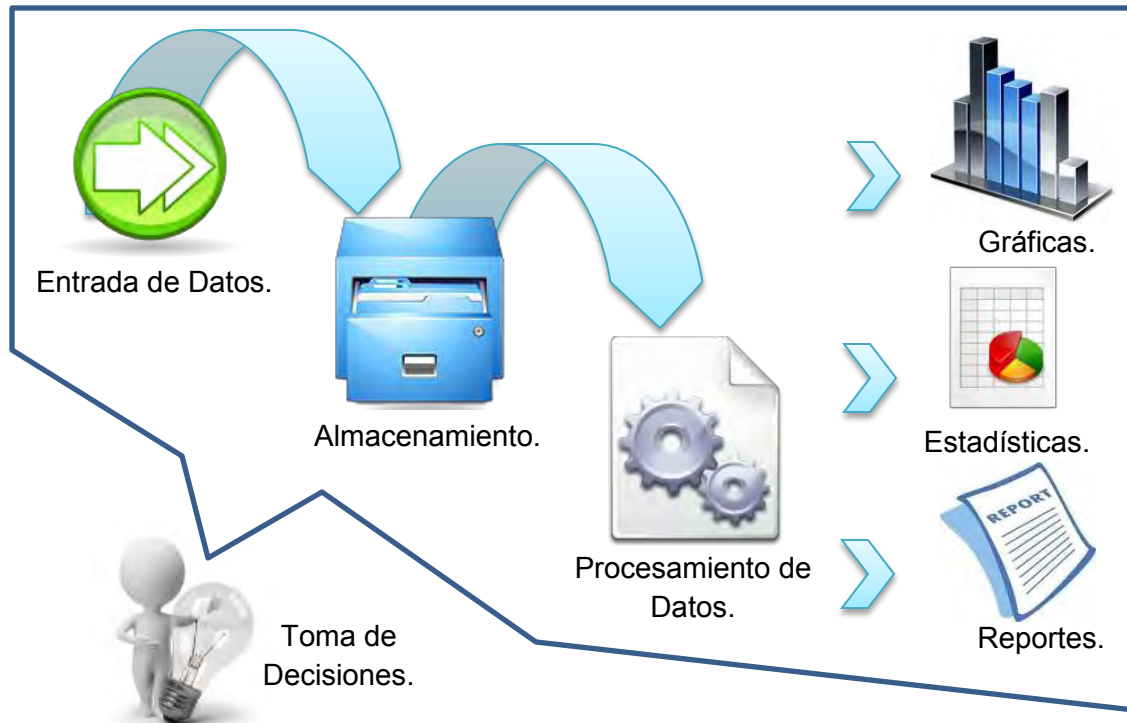 Entrada de Datos.
Almacenamiento.
Procesamiento de
Datos.
Gráficas.
Estadísticas.
REPORT
Reportes.
Toma de
Decisiones.